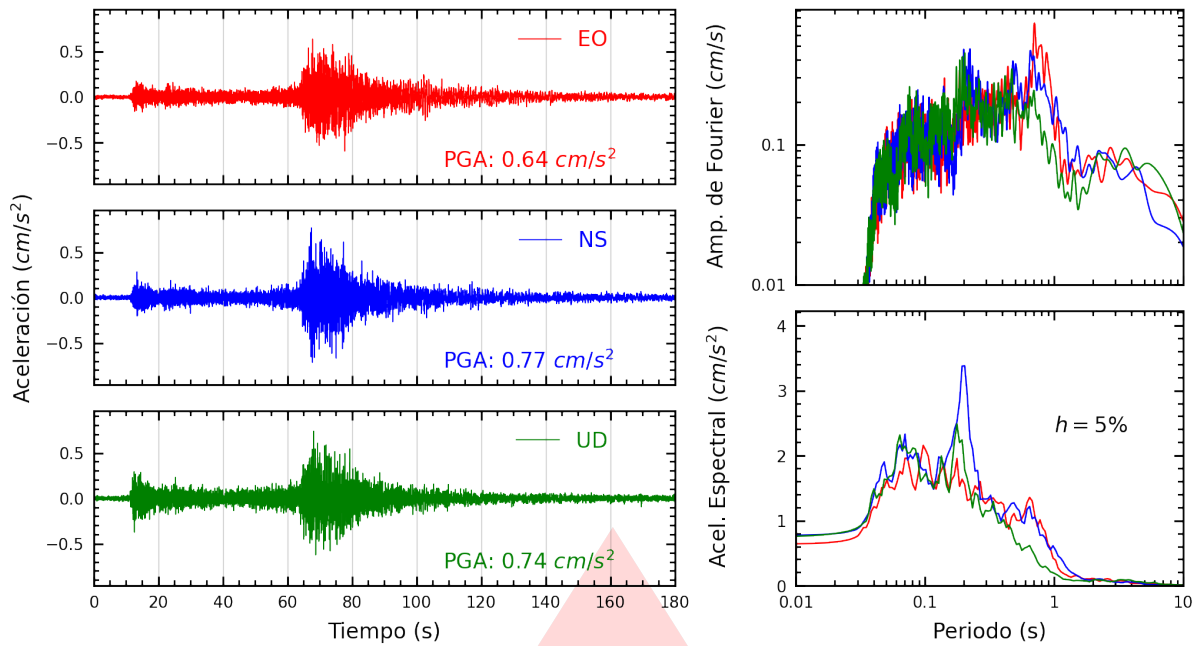 Aceleración (cm/s²)
0.5
0.0
−0.5
EO
PGA: 0.64 cm/s²
0.5
0.0
−0.5
NS
PGA: 0.77 cm/s²
0.5
0.0
−0.5
UD
PGA: 0.74 cm/s²
0 20 40 60 80 100 120 140 160 180
Tiempo (s)
Amp. de Fourier (cm/s)
0.1
0.01
Acel. Espectral (cm/s²)
4
3
2
1
0
h = 5%
0.01 0.1 1 10
Periodo (s)